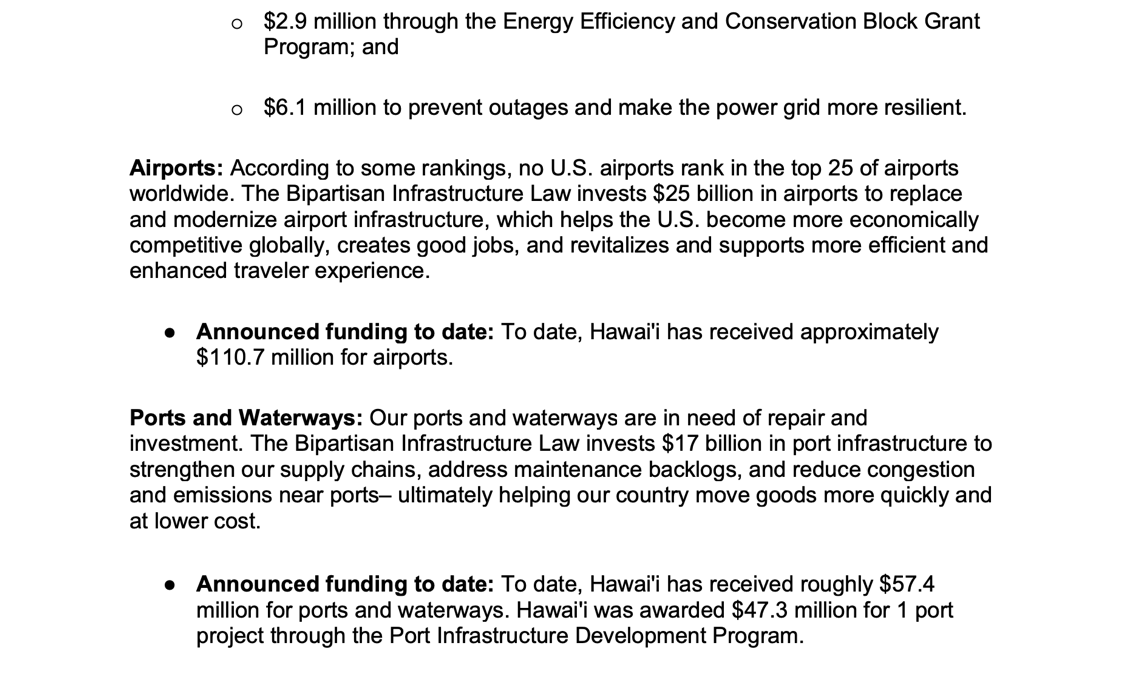 o $2.9 million through the Energy Efficiency and Conservation Block Grant
Program; and
o $6.1 million to prevent outages and make the power grid more resilient.
Airports: According to some rankings, no U.S. airports rank in the top 25 of airports
worldwide. The Bipartisan Infrastructure Law invests $25 billion in airports to replace
and modernize airport infrastructure, which helps the U.S. become more economically
competitive globally, creates good jobs, and revitalizes and supports more efficient and
enhanced traveler experience.
● Announced funding to date: To date, Hawai'i has received approximately
$110.7 million for airports.
Ports and Waterways: Our ports and waterways are in need of repair and
investment. The Bipartisan Infrastructure Law invests $17 billion in port infrastructure to
strengthen our supply chains, address maintenance backlogs, and reduce congestion
and emissions near ports– ultimately helping our country move goods more quickly and
at lower cost.
● Announced funding to date: To date, Hawai'i has received roughly $57.4
million for ports and waterways. Hawai'i was awarded $47.3 million for 1 port
project through the Port Infrastructure Development Program.